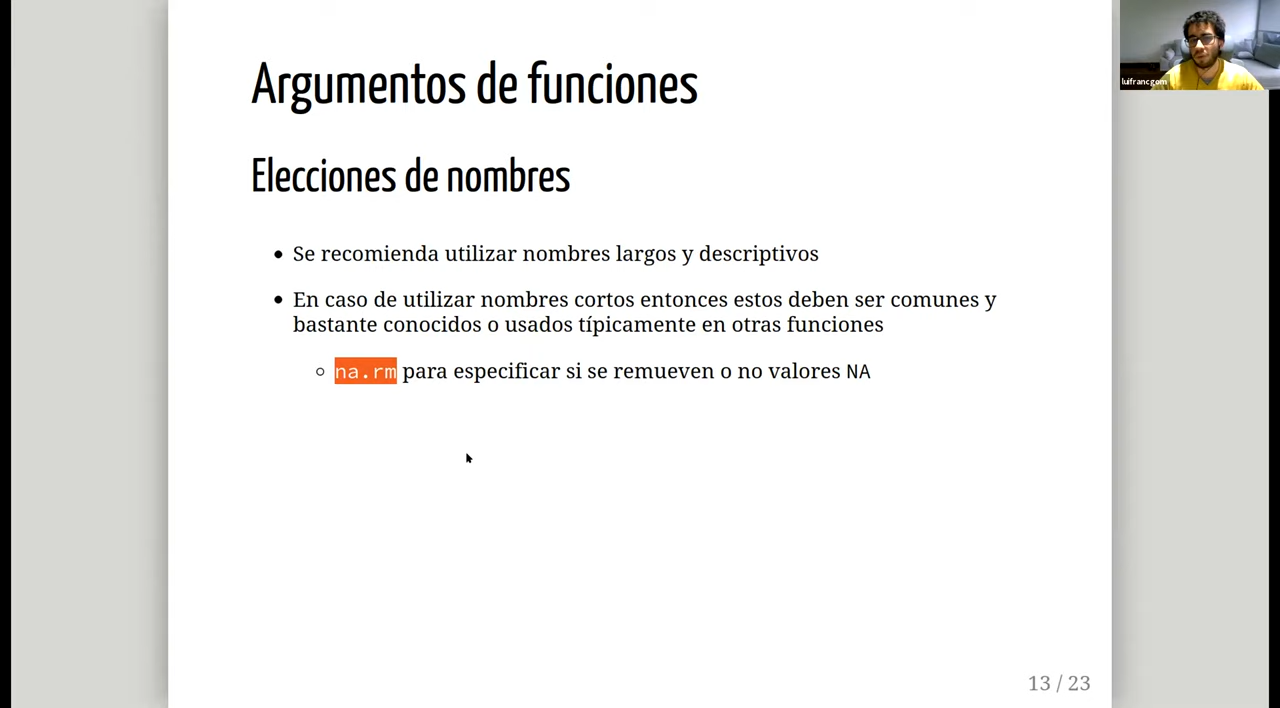 Argumentos de funciones
Elecciones de nombres
• Se recomienda utilizar nombres largos y descriptivos
• En caso de utilizar nombres cortos entonces estos deben ser comunes y
bastante conocidos o usados típicamente en otras funciones
○ na.rm para especificar si se remueven o no valores NA
13 / 23
luifrancgom